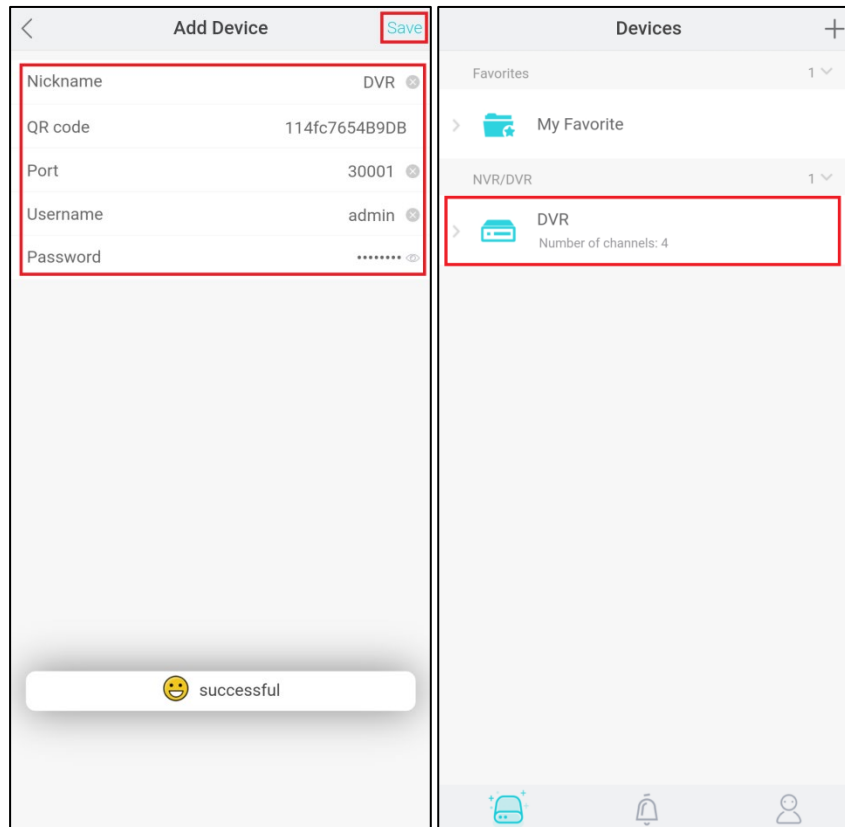 Add Device
Save
Nickname DVR
QR code 114fc7654B9DB
Port 30001
Username admin
Password ••••••••
successful
Devices
Favorites 1
My Favorite
NVR/DVR 1
DVR
Number of channels: 4